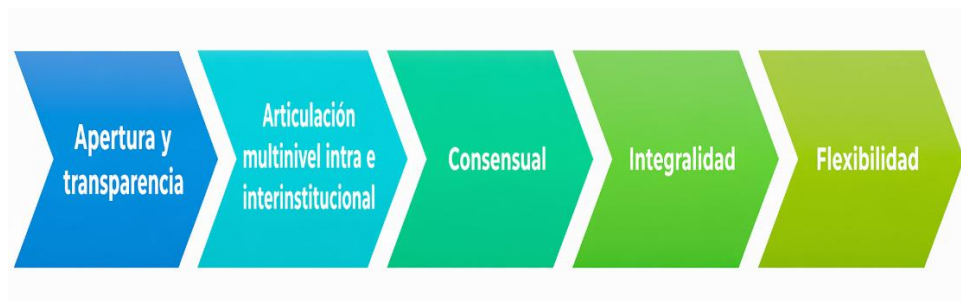 Apertura y
transparencia
Articulación
multinivel intra e
interinstitucional
Consensual
Integralidad
Flexibilidad